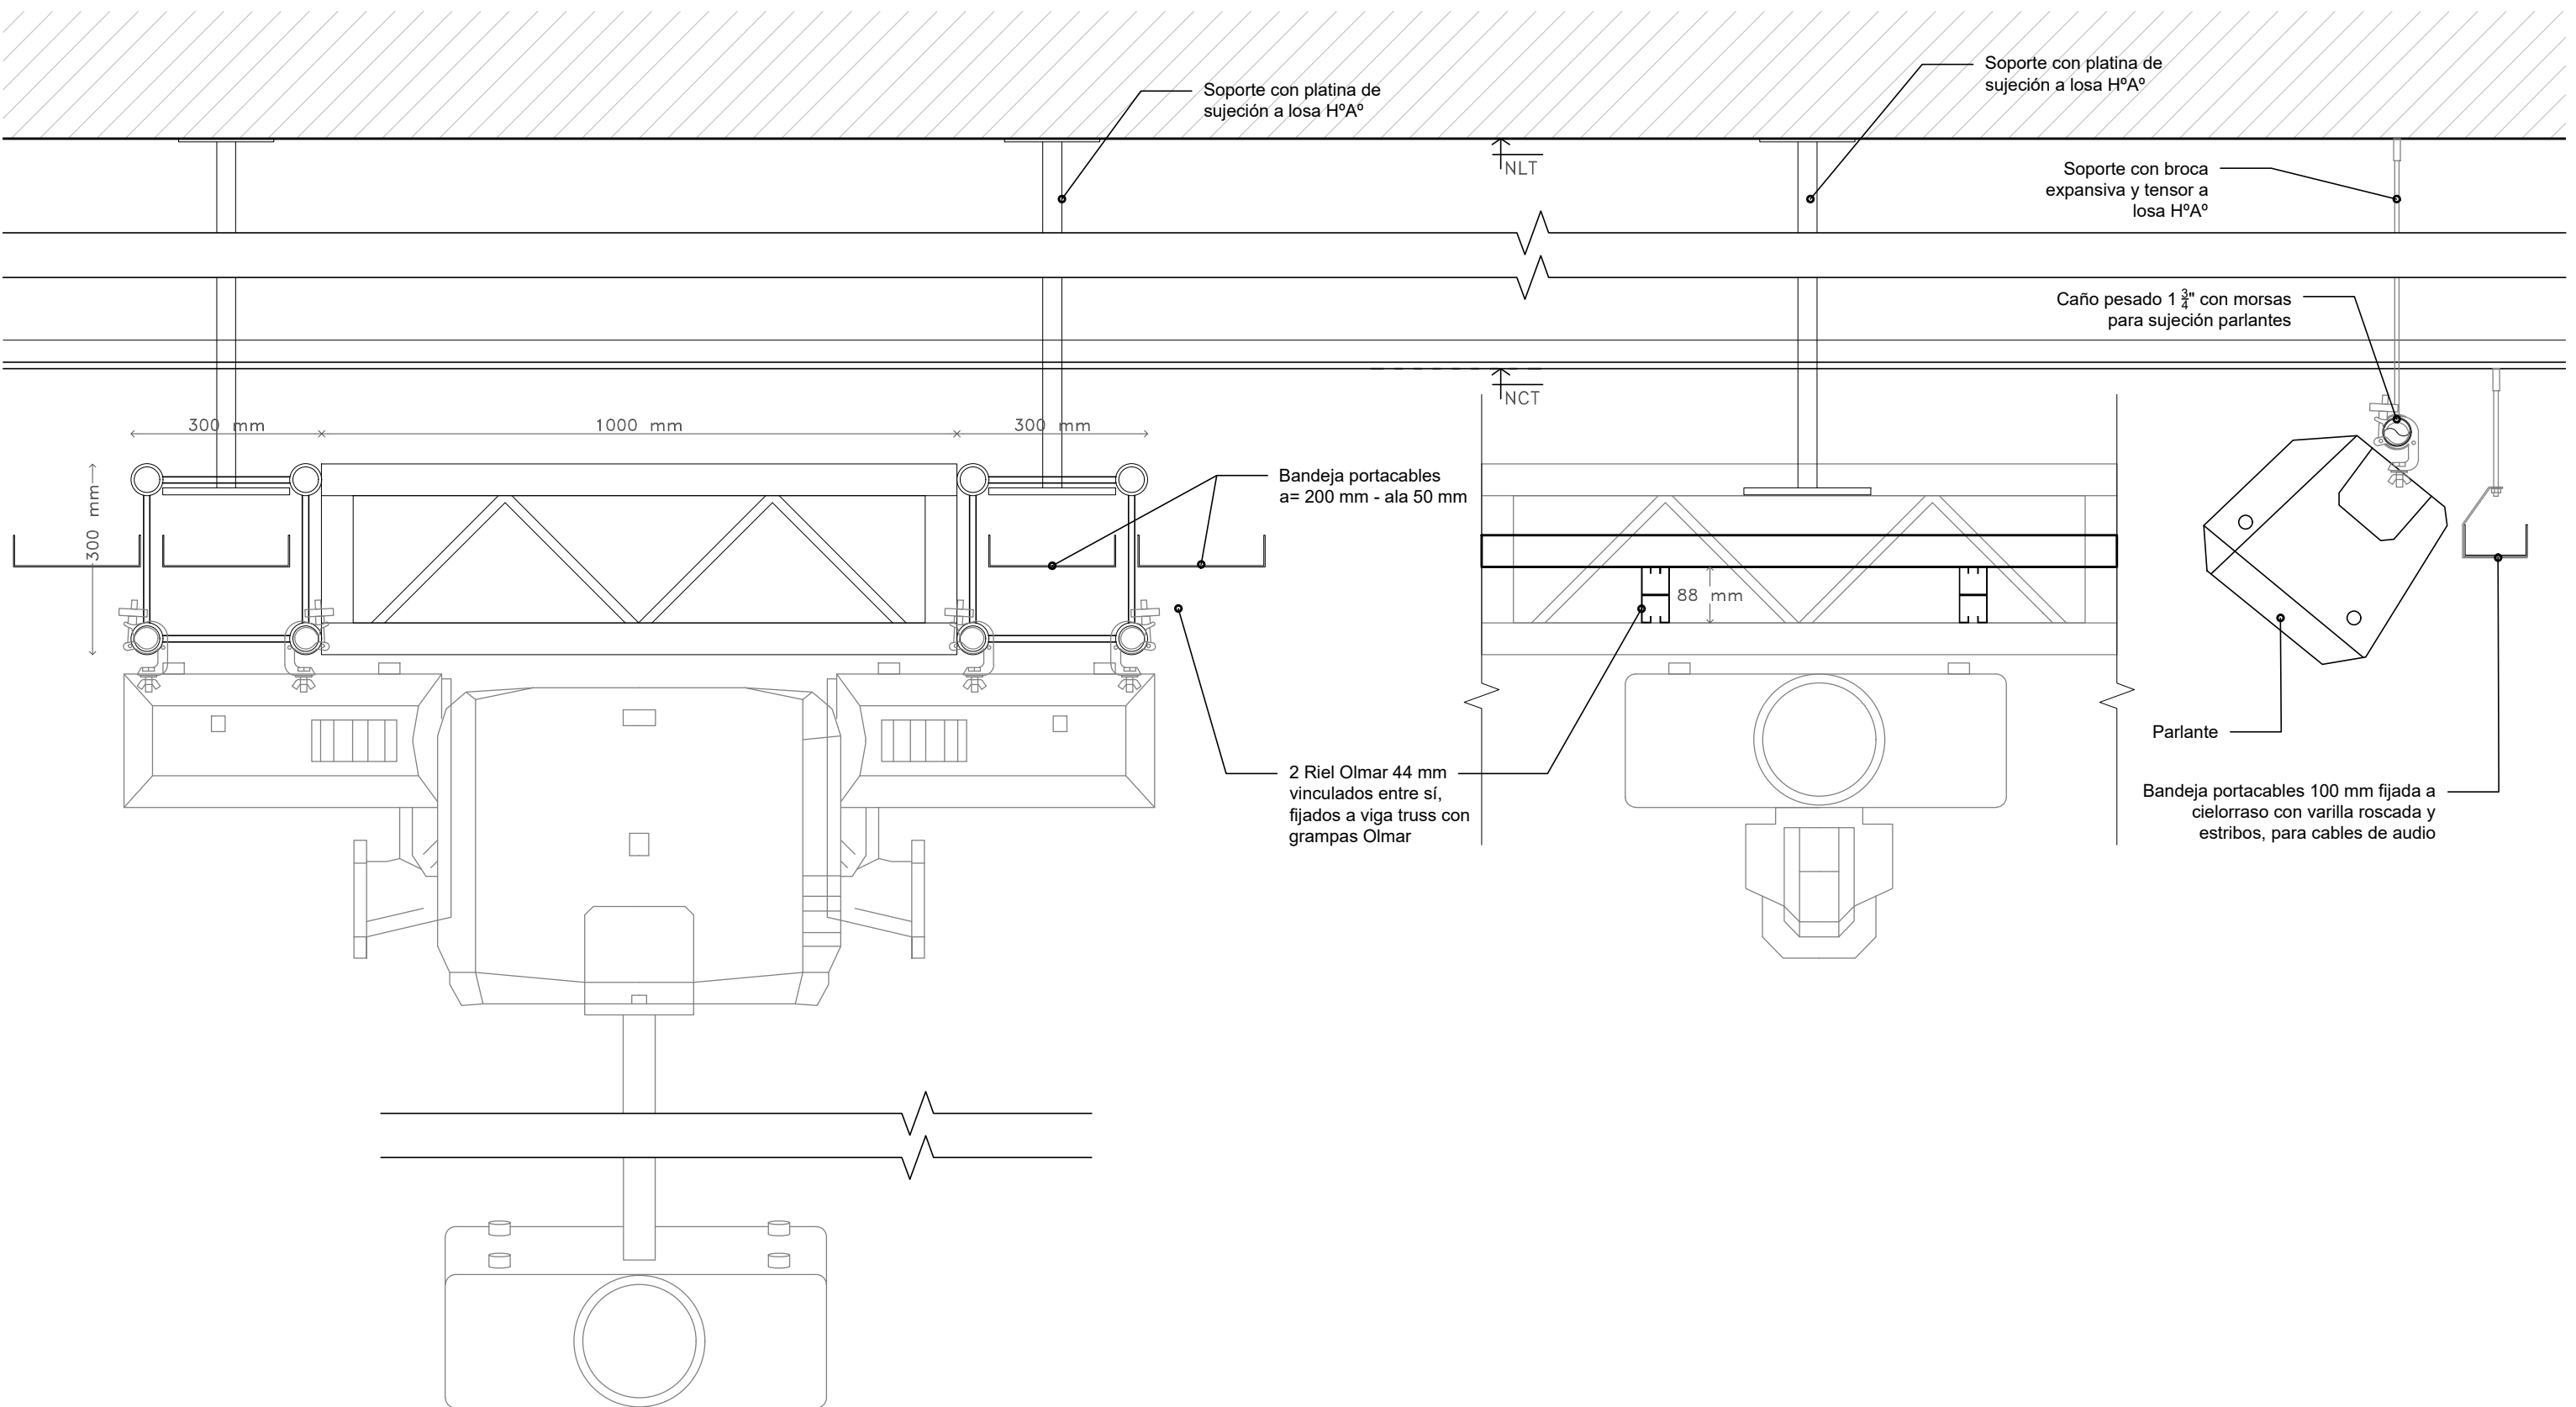 Soporte con platina de
sujeción a losa HºAº
Soporte con platina de
sujeción a losa HºAº
NLT
Soporte con broca
expansiva y tensor a
losa HºAº
Caño pesado 1 3/4" con morsas
para sujeción parlantes
NCT
300 mm
1000 mm
300 mm
300 mm
Bandeja portacables
a= 200 mm - ala 50 mm
88 mm
Parlante
2 Riel Olmar 44 mm
vinculados entre sí,
fijados a viga truss con
grampas Olmar
Bandeja portacables 100 mm fijada a
cielorraso con varilla roscada y
estribos, para cables de audio